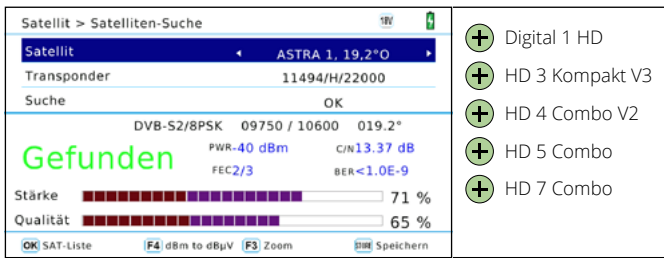 Satellit > Satelliten-Suche 18V
Satellit ASTRA 1, 19,2°O
Transponder 11494/H/22000
Suche OK
DVB-S2/8PSK 09750 / 10600 019.2°
Gefunden
PWR-40 dBm C/N13.37 dB
FEC2/3 BER<1.0E-9
Stärke 71 %
Qualität 65 %
OK SAT-Liste F4 dBm to dBµV F3 Zoom STORE Speichern
Digital 1 HD
HD 3 Kompakt V3
HD 4 Combo V2
HD 5 Combo
HD 7 Combo